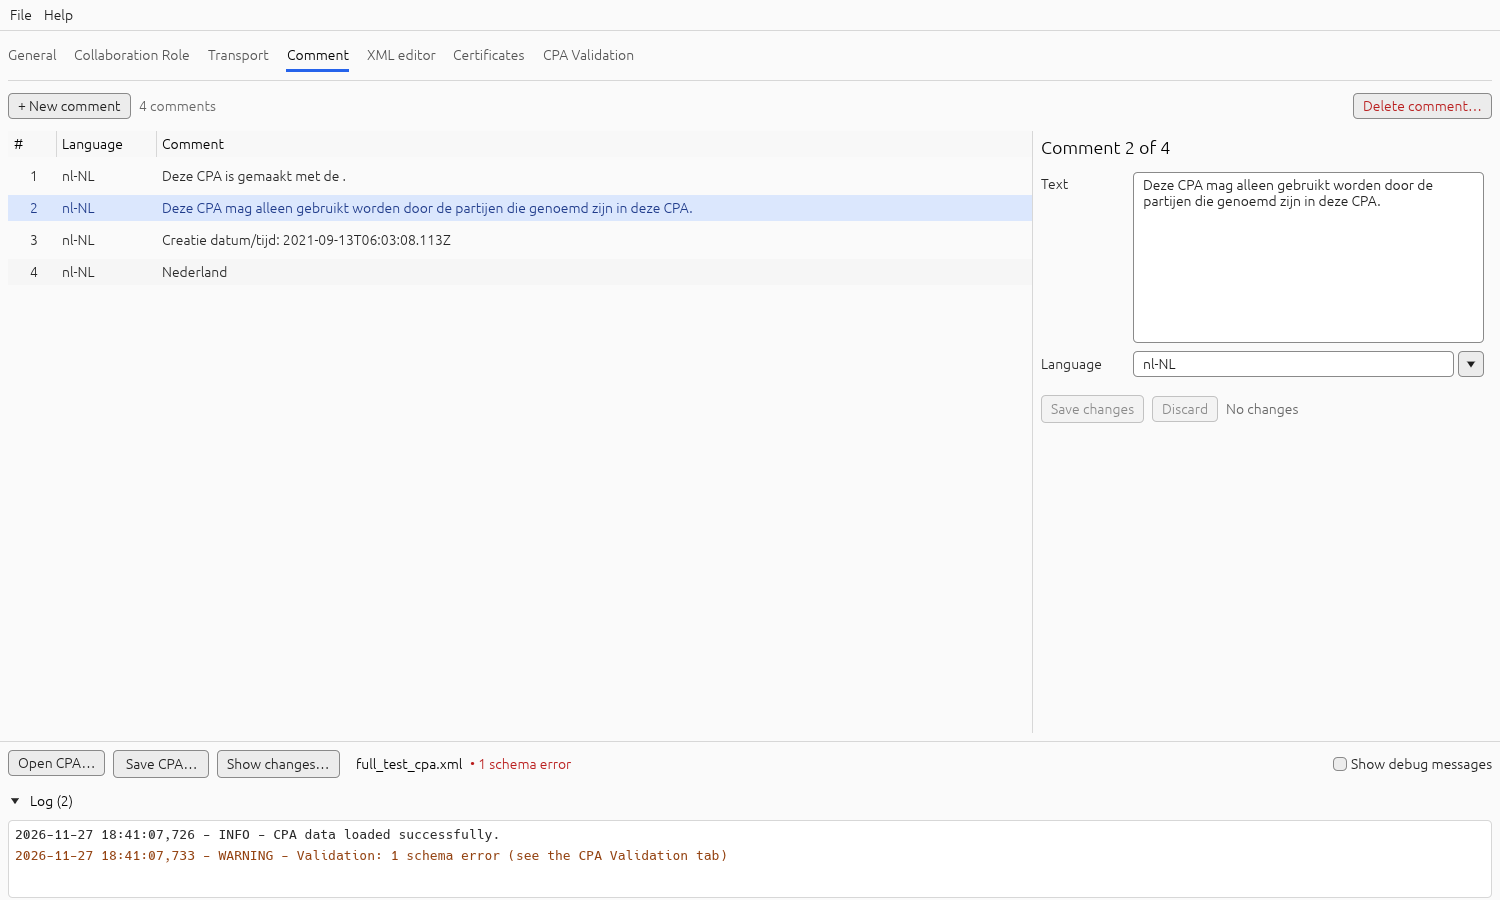 File Help
General Collaboration Role Transport Comment XML editor Certificates CPA Validation
+ New comment 4 comments Delete comment…
# Language Comment
1 nl-NL Deze CPA is gemaakt met de .
2 nl-NL Deze CPA mag alleen gebruikt worden door de partijen die genoemd zijn in deze CPA.
3 nl-NL Creatie datum/tijd: 2021-09-13T06:03:08.113Z
4 nl-NL Nederland
Comment 2 of 4
Text Deze CPA mag alleen gebruikt worden door de
partijen die genoemd zijn in deze CPA.
Language nl-NL
Save changes Discard No changes
Open CPA… Save CPA… Show changes… full_test_cpa.xml • 1 schema error Show debug messages
Log (2)
2026-11-27 18:41:07,726 - INFO - CPA data loaded successfully.
2026-11-27 18:41:07,733 - WARNING - Validation: 1 schema error (see the CPA Validation tab)